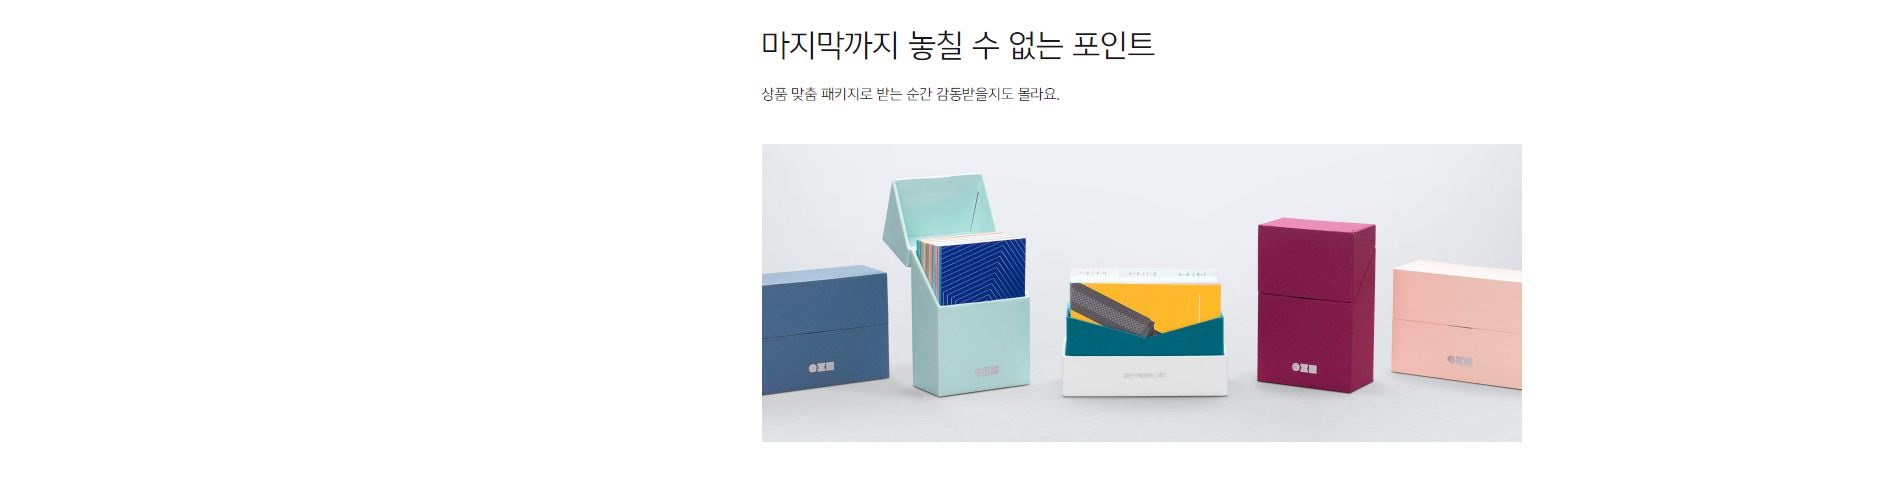 마지막까지 놓칠 수 없는 포인트
상품 맞춤 패키지로 받는 순간 감동받을지도 몰라요.